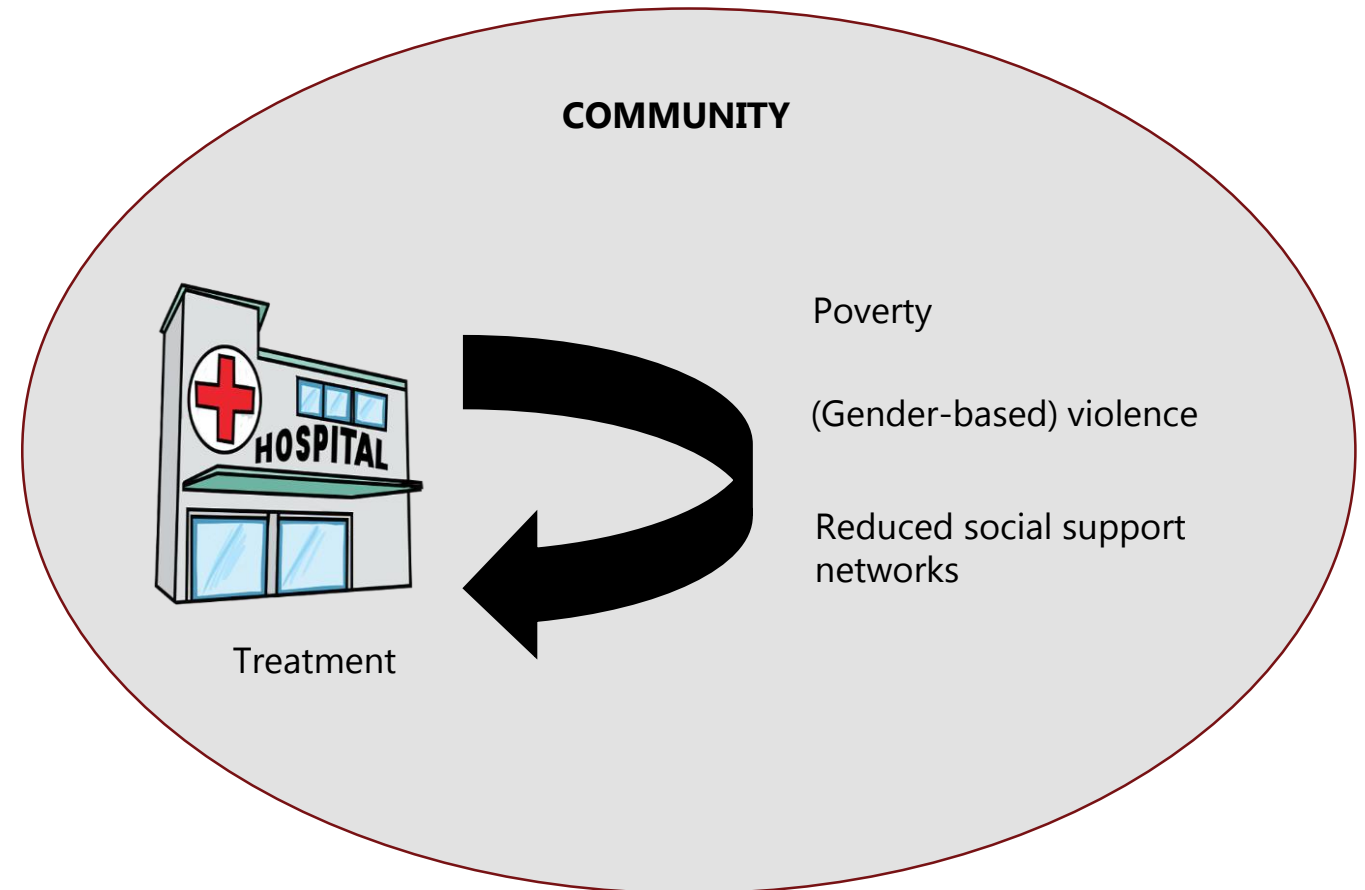 COMMUNITY
Poverty
HOSPITAL
(Gender-based) violence
Reduced social support
networks
Treatment